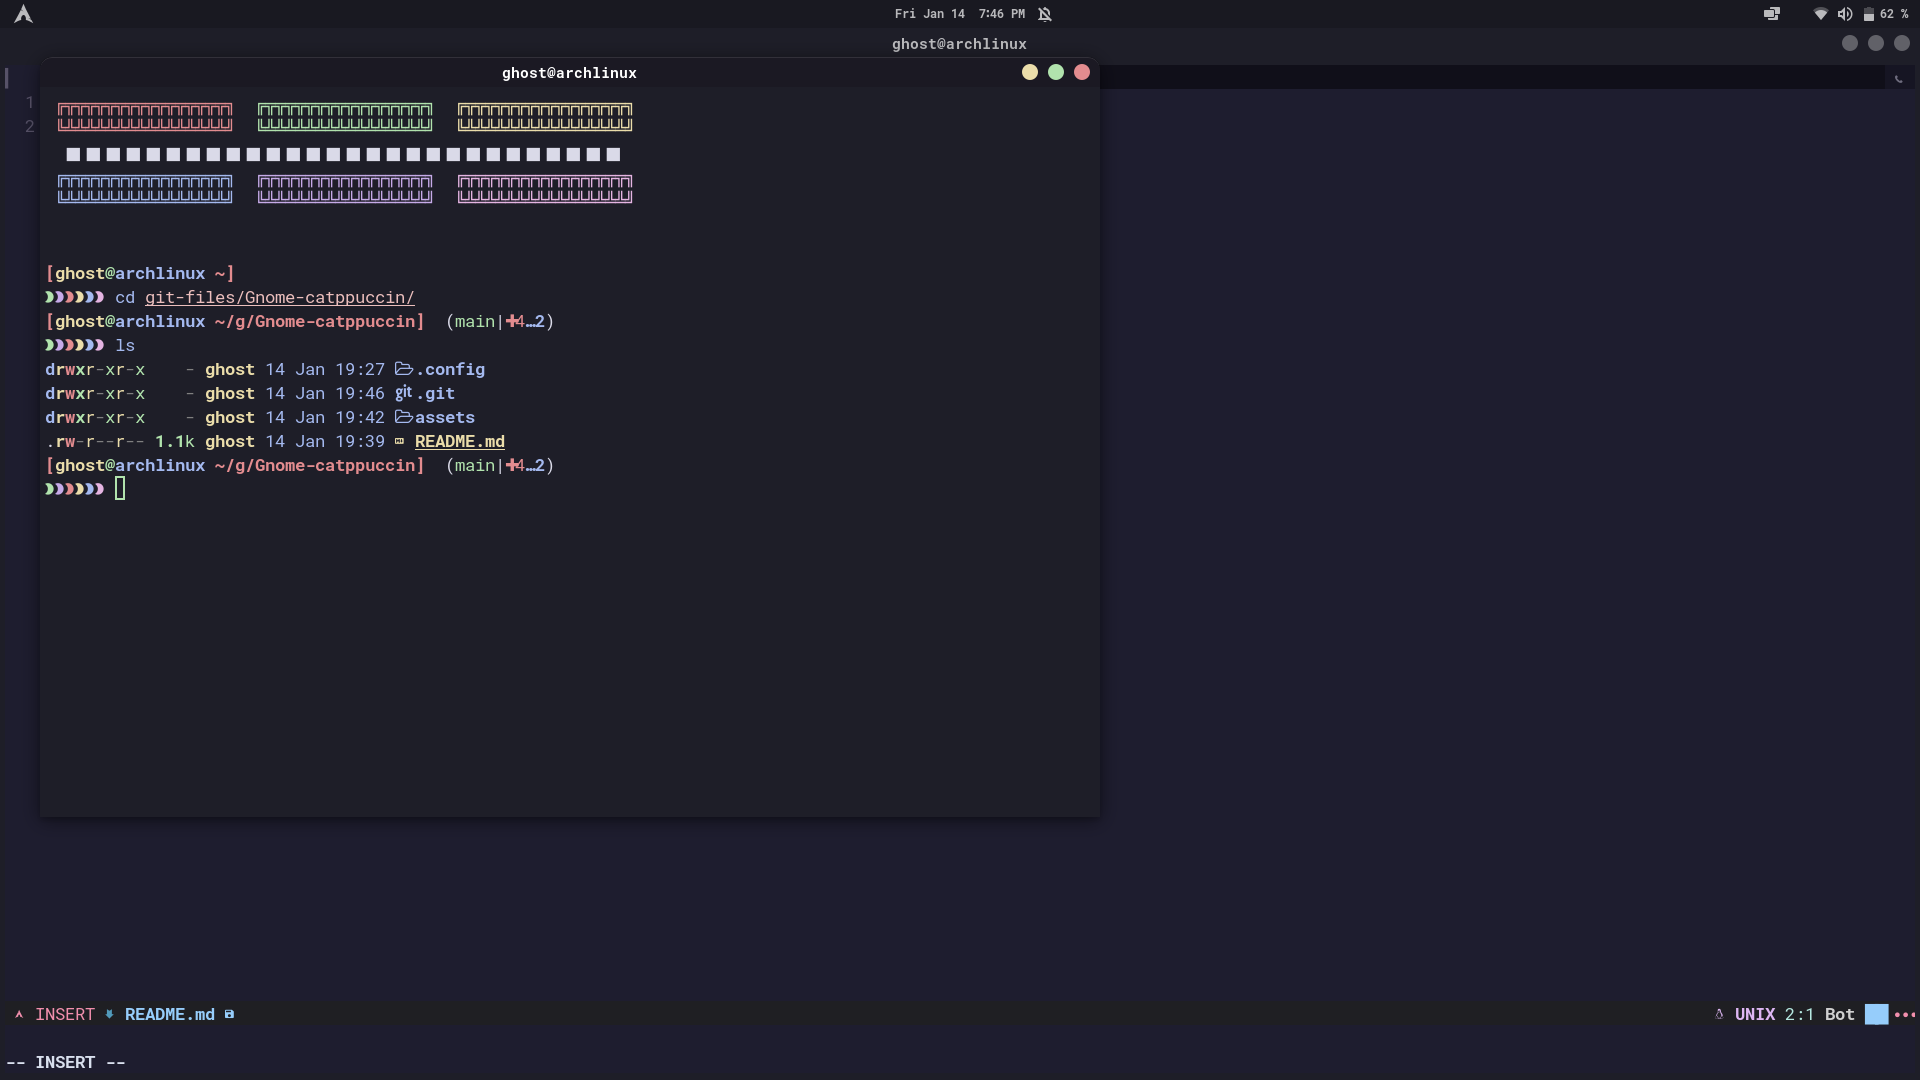 Fri Jan 14  7:46 PM
62 %
ghost@archlinux
ghost@archlinux
1
2
[ghost@archlinux ~]
cd git-files/Gnome-catppuccin/
[ghost@archlinux ~/g/Gnome-catppuccin]  (main|✚4…2)
ls
drwxr-xr-x    - ghost 14 Jan 19:27 .config
drwxr-xr-x    - ghost 14 Jan 19:46 git .git
drwxr-xr-x    - ghost 14 Jan 19:42 assets
.rw-r--r-- 1.1k ghost 14 Jan 19:39 README.md
[ghost@archlinux ~/g/Gnome-catppuccin]  (main|✚4…2)
INSERT README.md
UNIX 2:1 Bot
-- INSERT --